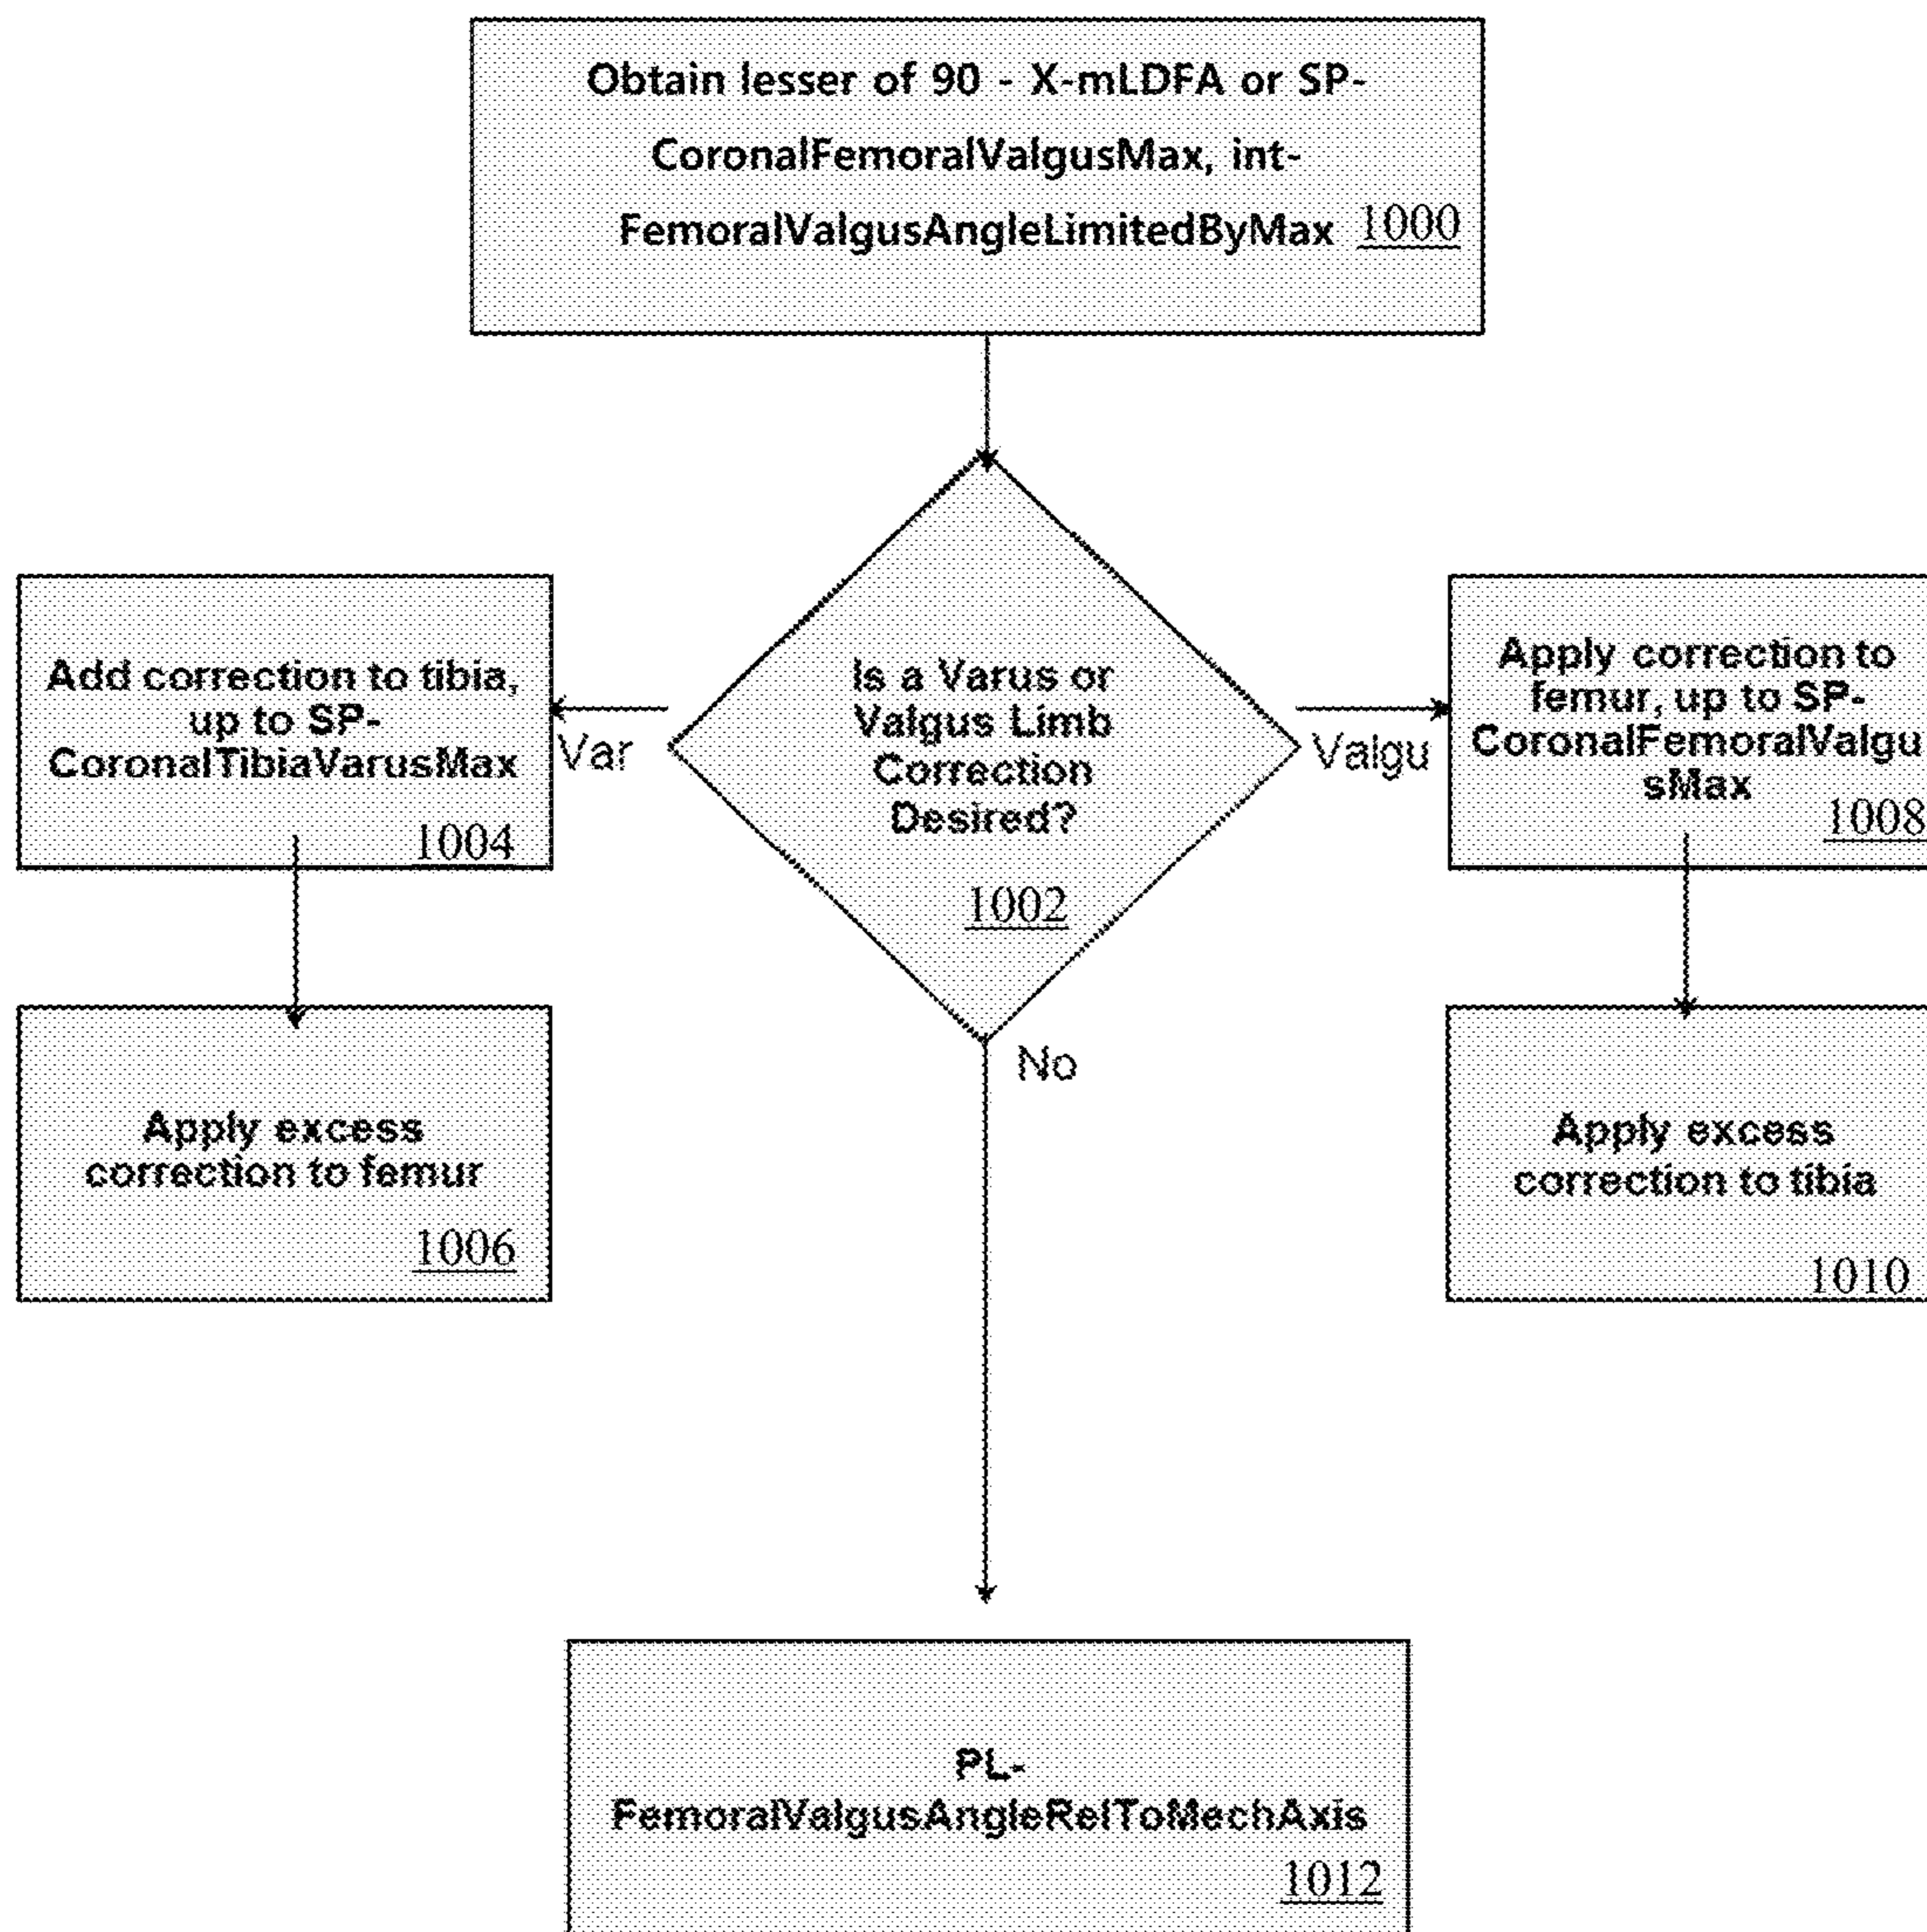 Obtain lesser of 90 - X-mLDFA or SP-
CoronalFemoralValgusMax, int-
FemoralValgusAngleLimitedByMax 1000
Is a Varus or
Valgus Limb
Correction
Desired?
1002
Var
Valgu
No
Add correction to tibia,
up to SP-
CoronalTibiaVarusMax
1004
Apply excess
correction to femur
1006
Apply correction to
femur, up to SP-
CoronalFemoralValgu
sMax
1008
Apply excess
correction to tibia
1010
PL-
FemoralValgusAngleRelToMechAxis
1012